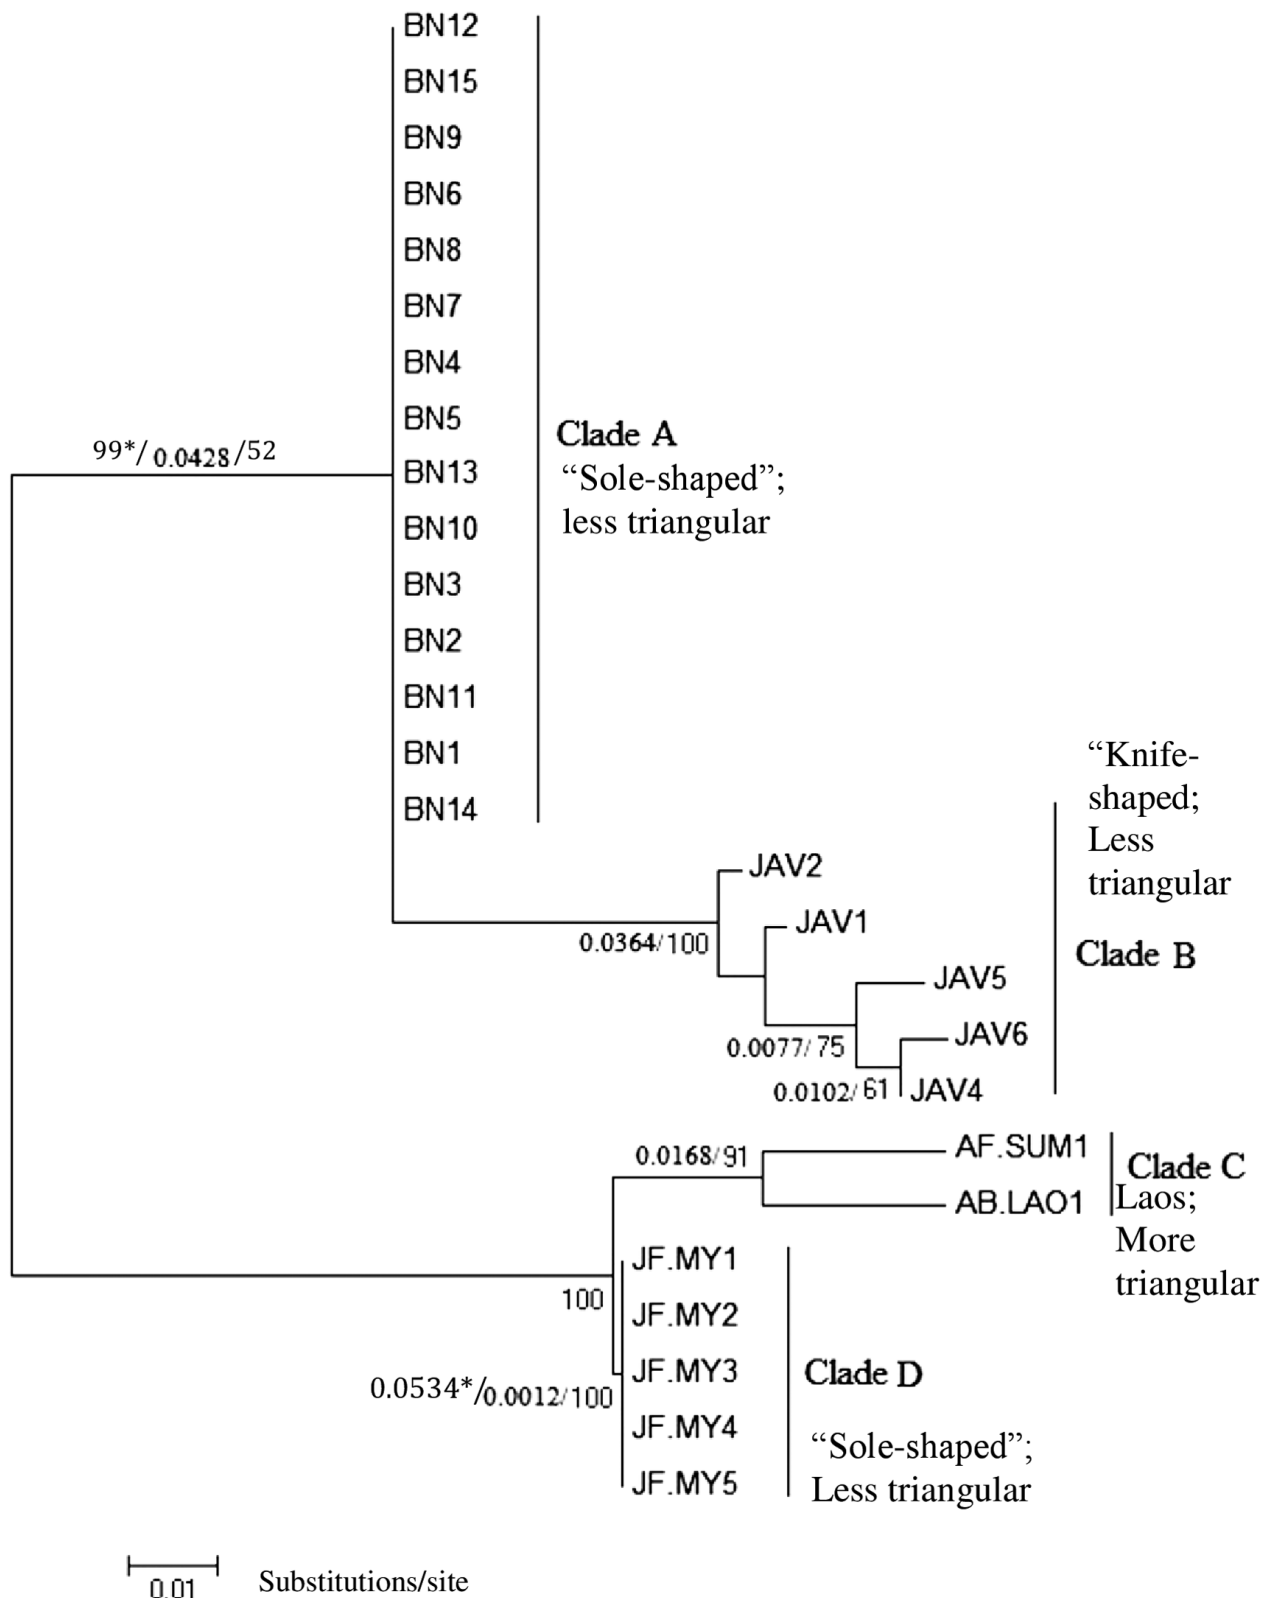 BN12
BN15
BN9
BN6
BN8
BN7
BN4
BN5
99*/ 0.0428 /52
BN13
BN10
BN3
BN2
BN11
BN1
BN14
Clade A
“Sole-shaped”;
less triangular
JAV2
JAV1
0.0364/100
JAV5
JAV6
0.0077/ 75
JAV4
0.0102/ 61
“Knife-
shaped;
Less
triangular
Clade B
0.0168/91
AF.SUM1
AB.LAO1
Clade C
Laos;
More
triangular
JF.MY1
100
JF.MY2
JF.MY3
0.0534*/0.0012/100
JF.MY4
JF.MY5
Clade D
“Sole-shaped”;
Less triangular
0.01
Substitutions/site